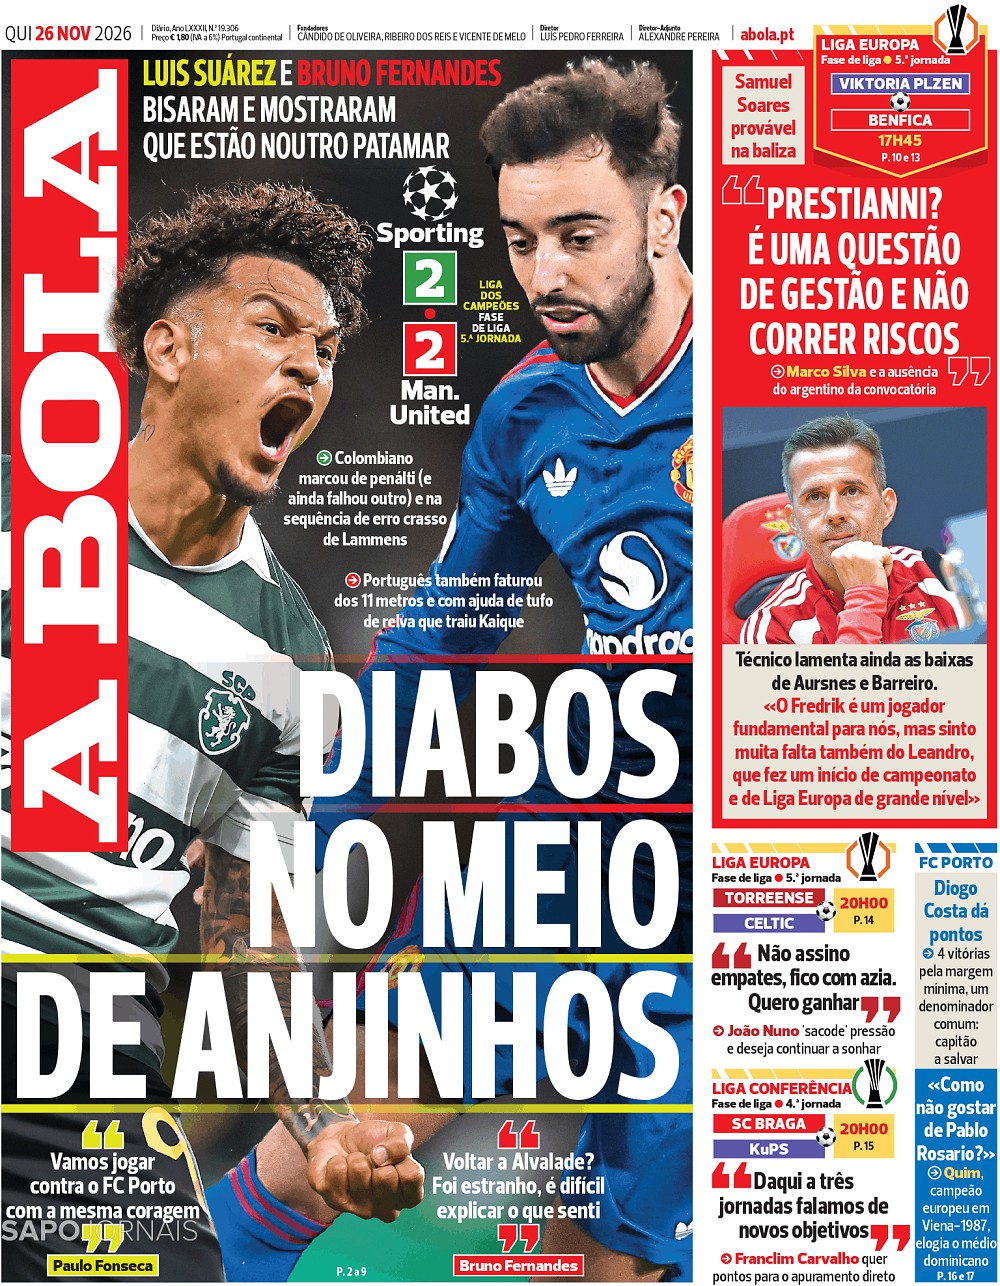 QUI 26 NOV 2026
Diário, Ano LXXXII, N.º 19.306
Preço € 1,80 (IVA a 6%) Portugal continental
Fundadores
CÂNDIDO DE OLIVEIRA, RIBEIRO DOS REIS E VICENTE DE MELO
Diretor
LUÍS PEDRO FERREIRA
Diretor-Adjunto
ALEXANDRE PEREIRA
abola.pt
A BOLA
LUIS SUÁREZ E BRUNO FERNANDES
BISARAM E MOSTRARAM
QUE ESTÃO NOUTRO PATAMAR
Sporting
2
2
Man.
United
LIGA
DOS
CAMPEÕES
FASE
DE LIGA
5.ª JORNADA
Colombiano
marcou de penálti (e
ainda falhou outro) e na
sequência de erro crasso
de Lammens
Português também faturou
dos 11 metros e com ajuda de tufo
de relva que traiu Kaique
SCP
snapdrag
DIABOS
NO MEIO
DE ANJINHOS
Vamos jogar
contra o FC Porto
com a mesma coragem
Paulo Fonseca
SAPO JORNAIS
Voltar a Alvalade?
Foi estranho, é difícil
explicar o que senti
Bruno Fernandes
P. 2 a 9
Samuel
Soares
provável
na baliza
LIGA EUROPA
Fase de liga 5.ª jornada
VIKTORIA PLZEN
BENFICA
17H45
P. 10 e 13
“PRESTIANNI?
É UMA QUESTÃO
DE GESTÃO E NÃO
CORRER RISCOS”
Marco Silva e a ausência
do argentino da convocatória
Técnico lamenta ainda as baixas
de Aursnes e Barreiro.
«O Fredrik é um jogador
fundamental para nós, mas sinto
muita falta também do Leandro,
que fez um início de campeonato
e de Liga Europa de grande nível»
LIGA EUROPA
Fase de liga 5.ª jornada
TORREENSE
CELTIC
20H00
P. 14
“Não assino
empates, fico com azia.
Quero ganhar”
João Nuno 'sacode' pressão
e deseja continuar a sonhar
LIGA CONFERÊNCIA
Fase de liga 4.ª jornada
SC BRAGA
KuPS
20H00
P. 15
“Daqui a três
jornadas falamos de
novos objetivos”
Franclim Carvalho quer
pontos para o apuramento direto
FC PORTO
Diogo
Costa dá
pontos
4 vitórias
pela margem
mínima, um
denominador
comum:
capitão
a salvar
«Como
não gostar
de Pablo
Rosario?»
Quim,
campeão
europeu em
Viena-1987,
elogia o médio
dominicano
P. 16 e 17